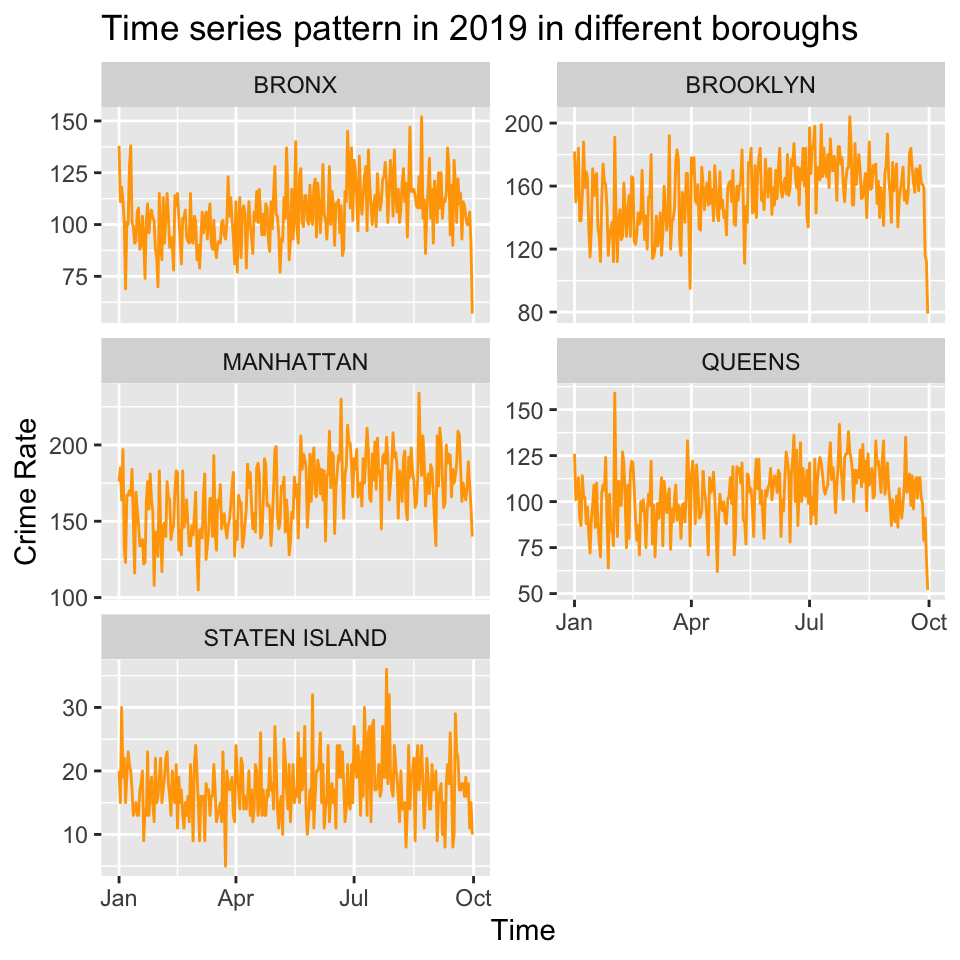 Time series pattern in 2019 in different boroughs
BRONX
150
125
100
75
BROOKLYN
200
160
120
80
MANHATTAN
200
150
100
QUEENS
150
125
100
75
50
Jan Apr Jul Oct
STATEN ISLAND
30
20
10
Jan Apr Jul Oct
Crime Rate
Time